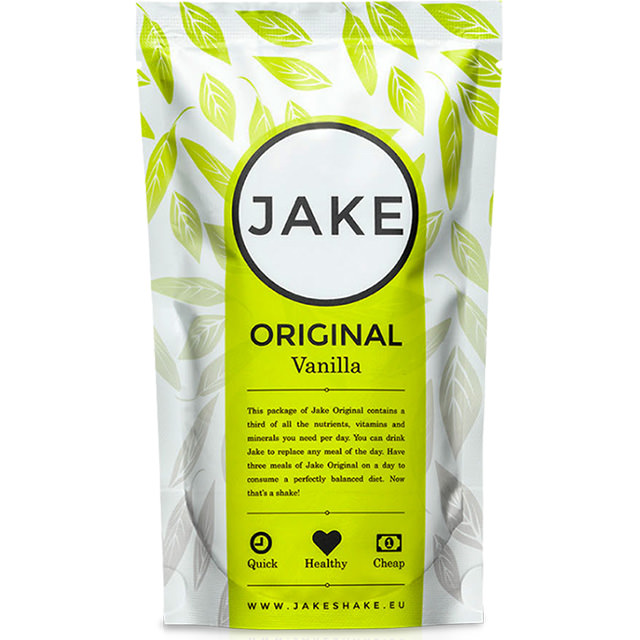 JAKE
ORIGINAL
Vanilla
This package of Jake Original contains a
third of all the nutrients, vitamins and
minerals you need per day. You can drink
Jake to replace any meal of the day. Have
three meals of Jake Original on a day to
consume a perfectly balanced diet. Now
that's a shake!
1
Quick Healthy Cheap
WWW.JAKESHAKE.EU